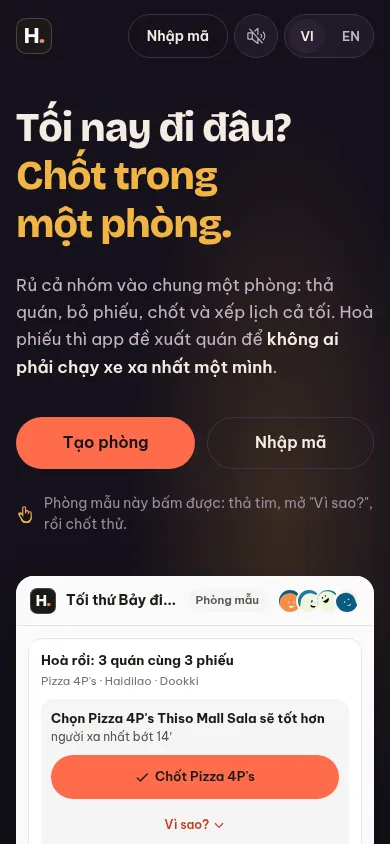 H.
Nhập mã
VI
EN
Tối nay đi đâu?
Chốt trong
một phòng.
Rủ cả nhóm vào chung một phòng: thả
quán, bỏ phiếu, chốt và xếp lịch cả tối. Hoà
phiếu thì app đề xuất quán để không ai
phải chạy xe xa nhất một mình.
Tạo phòng
Nhập mã
Phòng mẫu này bấm được: thả tim, mở "Vì sao?",
rồi chốt thử.
H.
Tối thứ Bảy đi...
Phòng mẫu
Hoà rồi: 3 quán cùng 3 phiếu
Pizza 4P's · Haidilao · Dookki
Chọn Pizza 4P's Thiso Mall Sala sẽ tốt hơn
người xa nhất bớt 14′
Chốt Pizza 4P's
Vì sao?